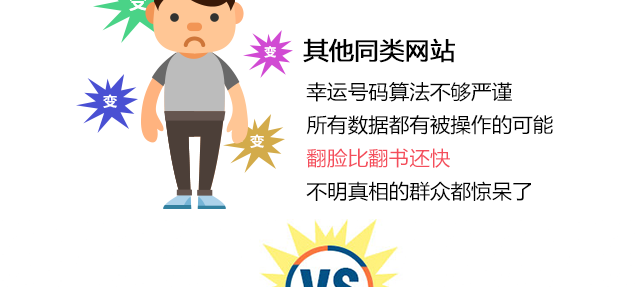 变
变
其他同类网站
变
幸运号码算法不够严谨
所有数据都有被操作的可能
变
翻脸比翻书还快
不明真相的群众都惊呆了
VS